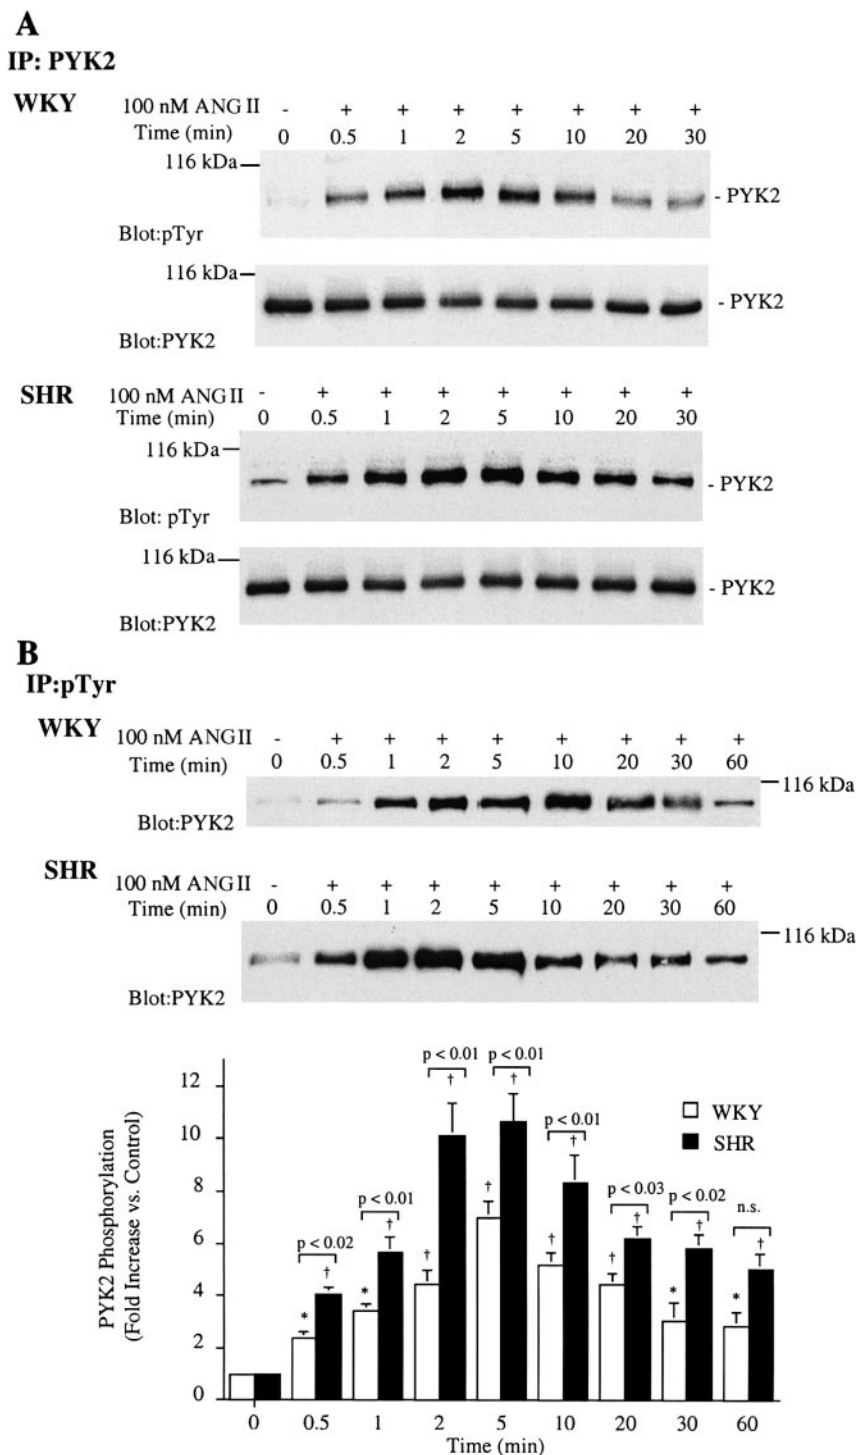 A
IP: PYK2
WKY
100 nM ANG II - + + + + + + +
Time (min) 0 0.5 1 2 5 10 20 30
116 kDa
- PYK2
Blot:pTyr
116 kDa
- PYK2
Blot:PYK2
SHR
100 nM ANG II - + + + + + + +
Time (min) 0 0.5 1 2 5 10 20 30
116 kDa
- PYK2
Blot: pTyr
116 kDa
- PYK2
Blot:PYK2
B
IP:pTyr
WKY
100 nM ANG II - + + + + + + + +
Time (min) 0 0.5 1 2 5 10 20 30 60
116 kDa
Blot:PYK2
SHR
100 nM ANG II - + + + + + + + +
Time (min) 0 0.5 1 2 5 10 20 30 60
116 kDa
Blot:PYK2
PYK2 Phosphorylation
(Fold Increase vs. Control)
12
10
8
6
4
2
0
p < 0.02
p < 0.01
p < 0.01
p < 0.01
p < 0.01
p < 0.03
p < 0.02
n.s.
* † * † † † † † † † † † * † * †
WKY
SHR
0 0.5 1 2 5 10 20 30 60
Time (min)